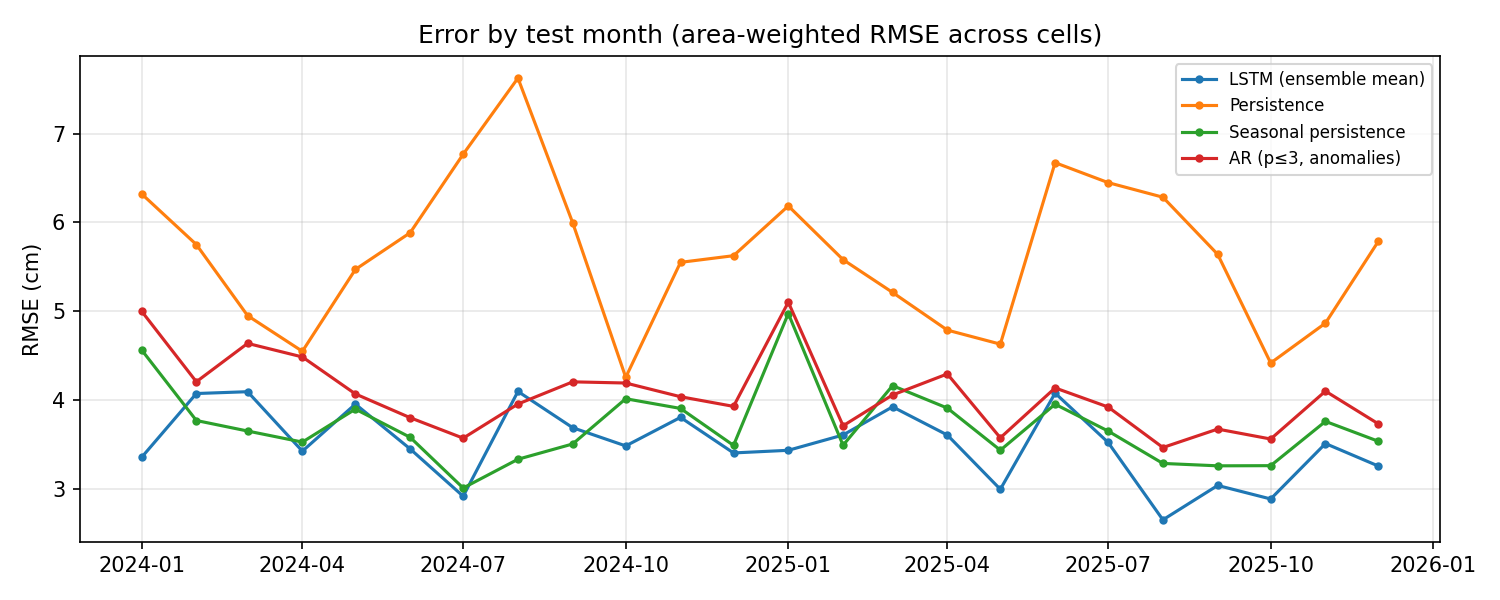 Error by test month (area-weighted RMSE across cells)
LSTM (ensemble mean)
Persistence
Seasonal persistence
AR (p≤3, anomalies)
RMSE (cm)
7
6
5
4
3
2024-01
2024-04
2024-07
2024-10
2025-01
2025-04
2025-07
2025-10
2026-01